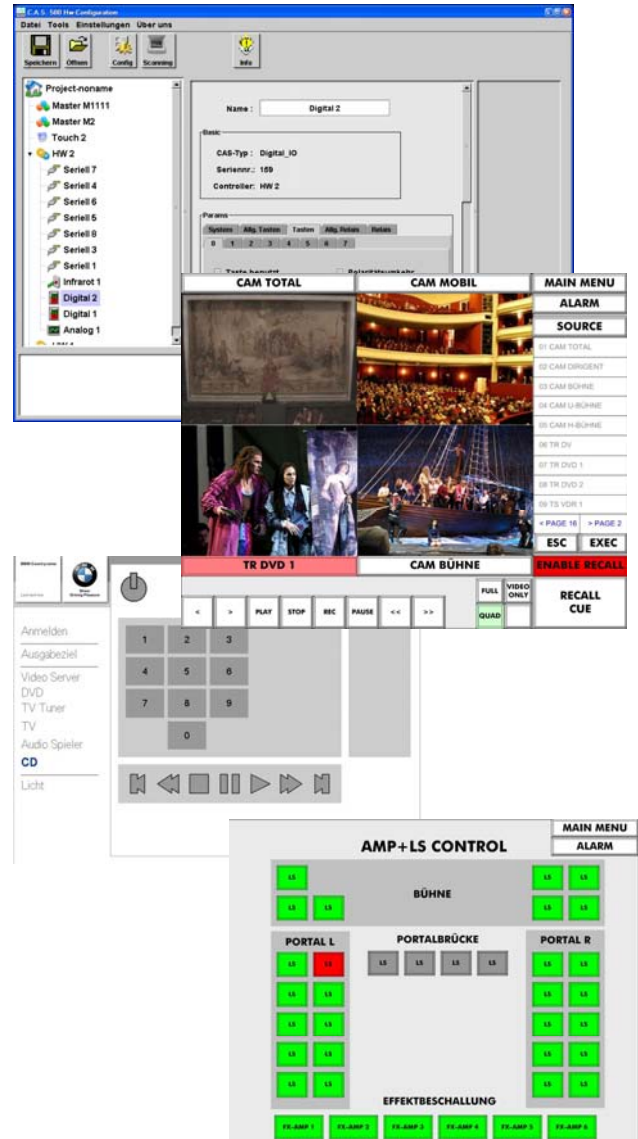 C.A.S. 500 Hw-Configuration
Datei Tools Einstellungen Über uns
Speichern Öffnen Config Scanning Info
Project-noname
Master M1111
Master M2
Touch 2
HW 2
Seriell 7
Seriell 4
Seriell 6
Seriell 5
Seriell 8
Seriell 3
Seriell 1
Infrarot 1
Digital 2
Digital 1
Analog 1
Name : Digital 2
Basic
CAS-Typ : Digital_IO
Seriennr.: 159
Controller: HW 2
Params
System Allg. Tasten Tasten Allg. Relais Relais
0 1 2 3 4 5 6 7
Taste benutzt Polaritätsumkehr
CAM TOTAL CAM MOBIL MAIN MENU
ALARM
SOURCE
01 CAM TOTAL
02 CAM DIRIGENT
03 CAM BÜHNE
04 CAM U-BÜHNE
05 CAM H-BÜHNE
06 TR DV
07 TR DVD 1
08 TR DVD 2
09 TS VDR 1
< PAGE 16 > PAGE 2
ESC EXEC
TR DVD 1 CAM BÜHNE ENABLE RECALL
< > PLAY STOP REC PAUSE << >>
FULL VIDEO ONLY
QUAD
RECALL
CUE
Anmelden
Ausgabeziel
Video Server
DVD
TV Tuner
TV
Audio Spieler
CD
Licht
1 2 3
4 5 6
7 8 9
0
MAIN MENU
AMP+LS CONTROL ALARM
LS LS LS
BÜHNE
LS LS LS LS
PORTAL L PORTALBRÜCKE PORTAL R
LS LS LS LS LS LS LS LS
LS LS LS LS
LS LS LS LS
LS LS LS LS
LS LS LS LS
EFFEKTBESCHALLUNG
FX-AMP 1 FX-AMP 2 FX-AMP 3 FX-AMP 4 FX-AMP 5 FX-AMP 6